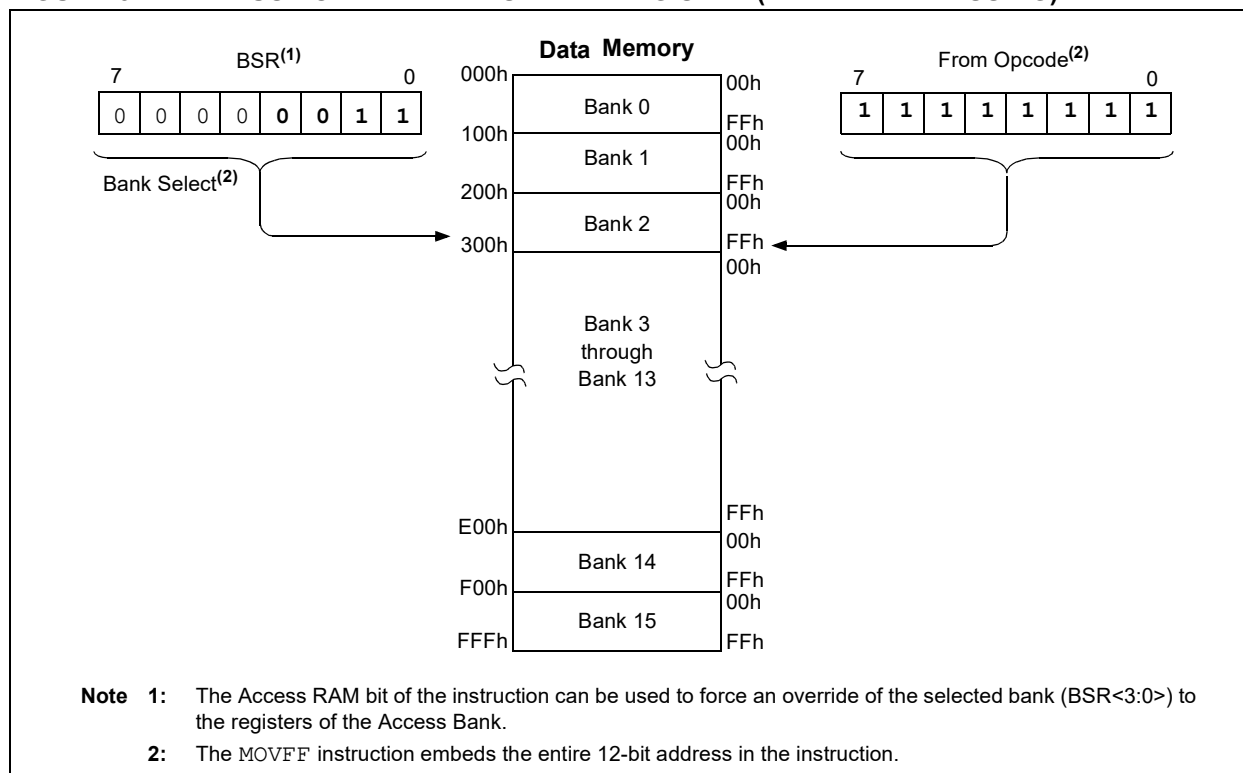 BSR(1)
7 0
0 0 0 0 0 0 1 1
Bank Select(2)
Data Memory
000h
00h
Bank 0
FFh
100h
00h
Bank 1
FFh
200h
00h
Bank 2
FFh
300h
00h
Bank 3
through
Bank 13
FFh
E00h
00h
Bank 14
FFh
F00h
00h
Bank 15
FFFh
FFh
From Opcode(2)
7 0
1 1 1 1 1 1 1 1
Note 1: The Access RAM bit of the instruction can be used to force an override of the selected bank (BSR<3:0>) to
the registers of the Access Bank.
2: The MOVFF instruction embeds the entire 12-bit address in the instruction.